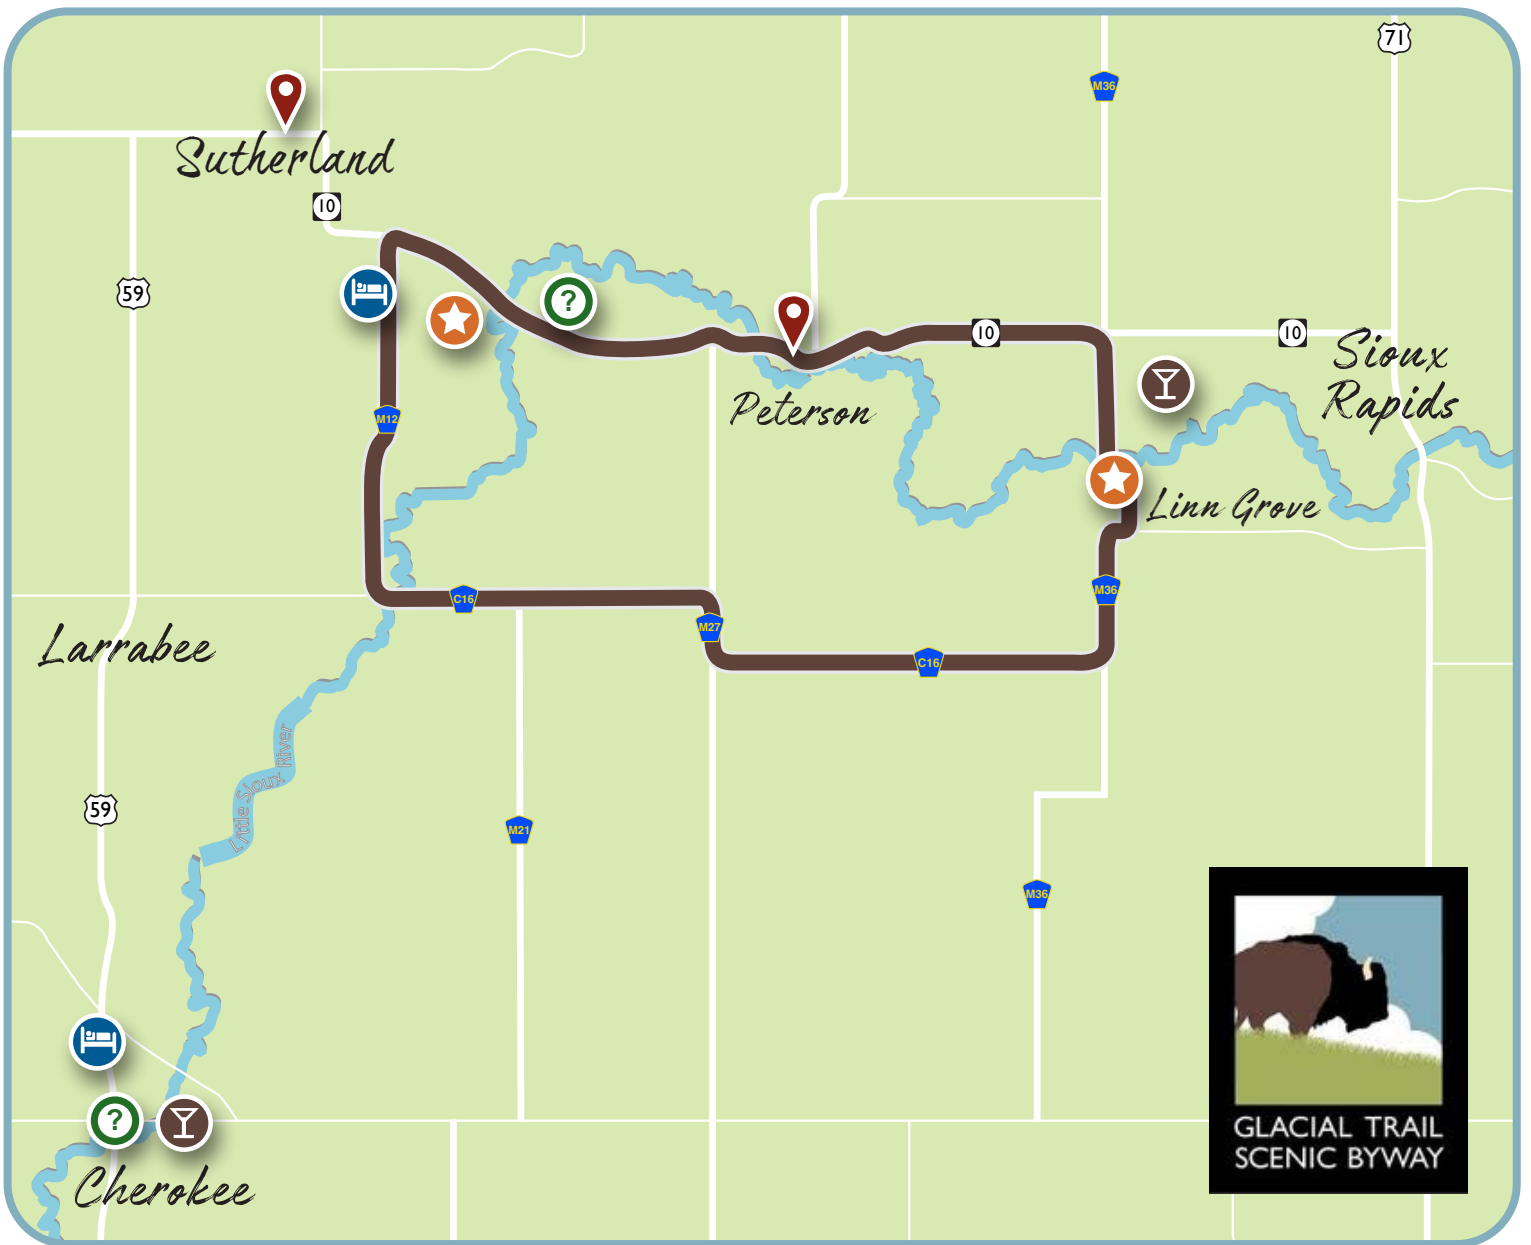 71
M36
Sutherland
10
59
10
10
Sioux
Rapids
Peterson
M12
Linn Grove
C16
M36
M27
Larrabee
C16
Little Sioux River
59
M21
M36
?
?
Cherokee
GLACIAL TRAIL
SCENIC BYWAY